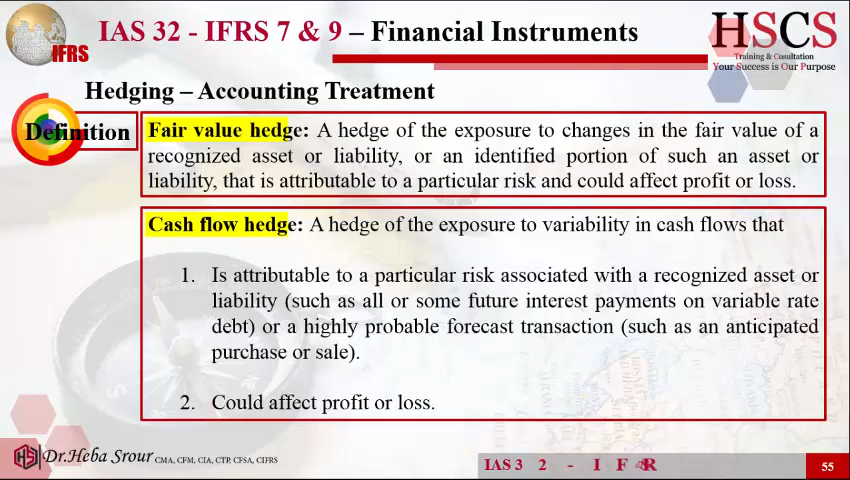 IFRS
IAS 32 - IFRS 7 & 9 – Financial Instruments
HSCS
Training & Cosultation
Your Success is Our Purpose
Hedging – Accounting Treatment
Definition
Fair value hedge: A hedge of the exposure to changes in the fair value of a
recognized asset or liability, or an identified portion of such an asset or
liability, that is attributable to a particular risk and could affect profit or loss.
Cash flow hedge: A hedge of the exposure to variability in cash flows that
1. Is attributable to a particular risk associated with a recognized asset or
liability (such as all or some future interest payments on variable rate
debt) or a highly probable forecast transaction (such as an anticipated
purchase or sale).
2. Could affect profit or loss.
HS Dr.Heba Srour CMA, CFM, CIA, CTP, CFSA, CIFRS
IAS 3 2 - I F R
55